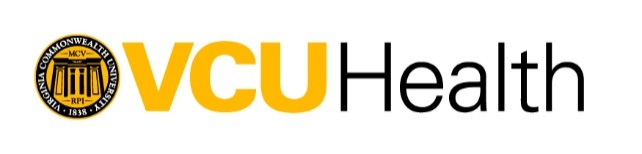 VIRGINIA COMMONWEALTH UNIVERSITY
MCV
RPI
· 1838 ·
VCUHealth